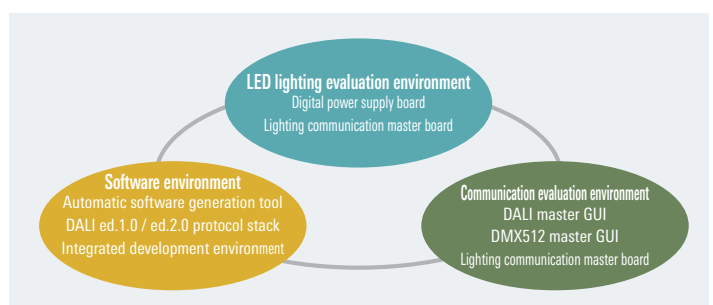 LED lighting evaluation environment
Digital power supply board
Lighting communication master board
Software environment
Automatic software generation tool
DALI ed.1.0 / ed.2.0 protocol stack
Integrated development environment
Communication evaluation environment
DALI master GUI
DMX512 master GUI
Lighting communication master board